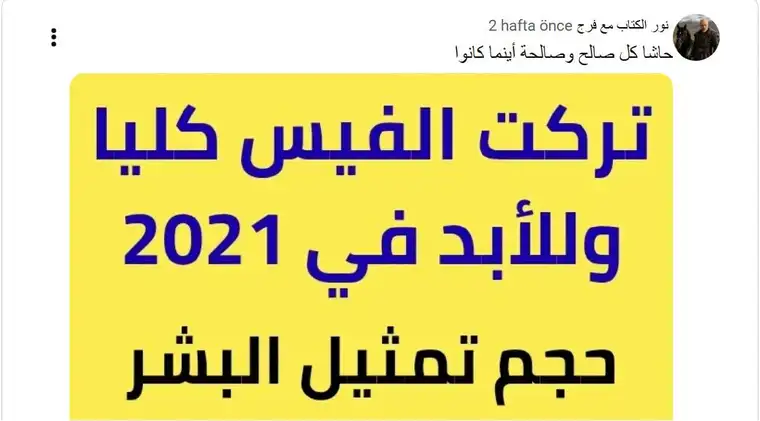 نور الكتاب مع فرج 2 hafta önce
حاشا كل صالح وصالحة أينما كانوا
تركت الفيس كليا
وللأبد في 2021
حجم تمثيل البشر